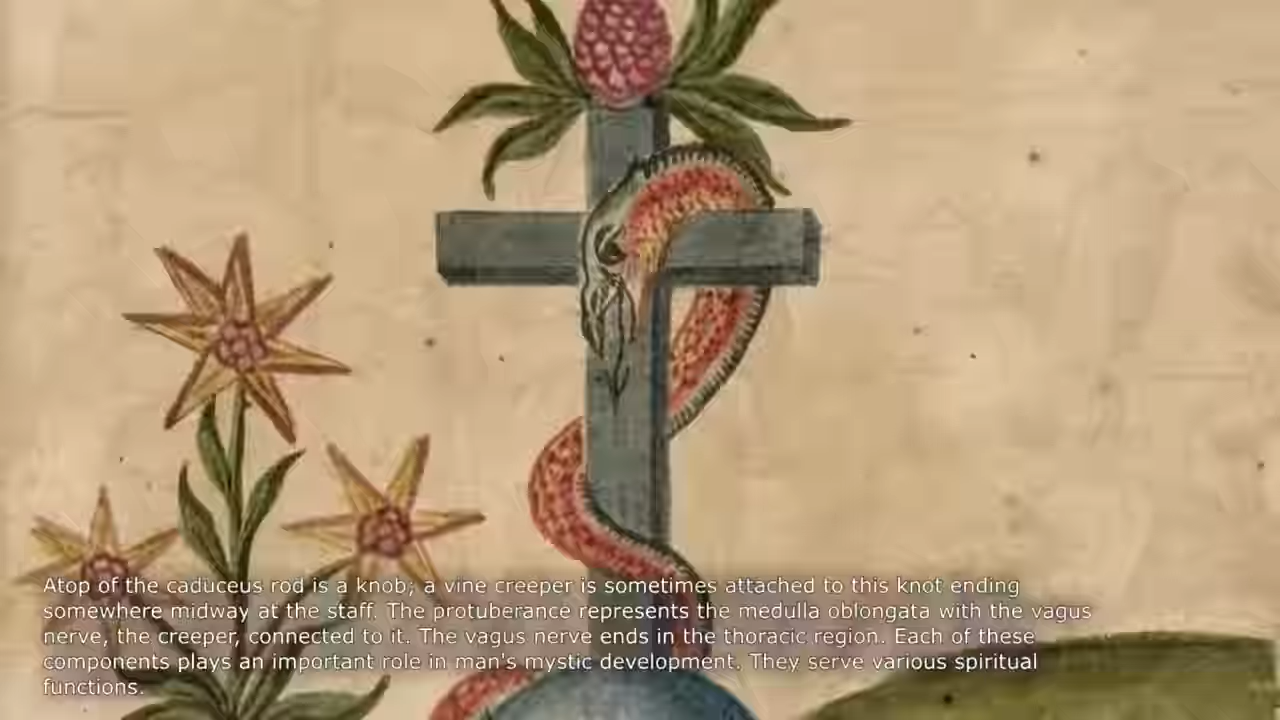 Atop of the caduceus rod is a knob; a vine creeper is sometimes attached to this knot ending
somewhere midway at the staff. The protuberance represents the medulla oblongata with the vagus
nerve, the creeper, connected to it. The vagus nerve ends in the thoracic region. Each of these
components plays an important role in man's mystic development. They serve various spiritual
functions.